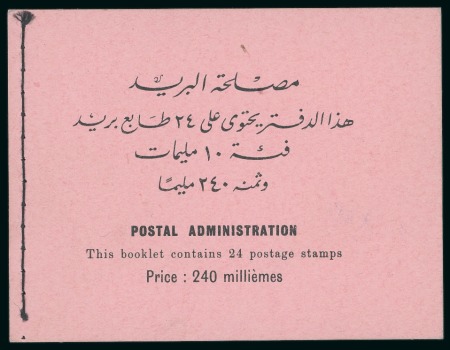 مصلحة البريد
هذا الدفتر يحتوى على ٢٤ طابع بريد
فئة ١٠ مليمات
وثمنه ٢٤٠ مليمًا
POSTAL ADMINISTRATION
This booklet contains 24 postage stamps
Price : 240 millièmes